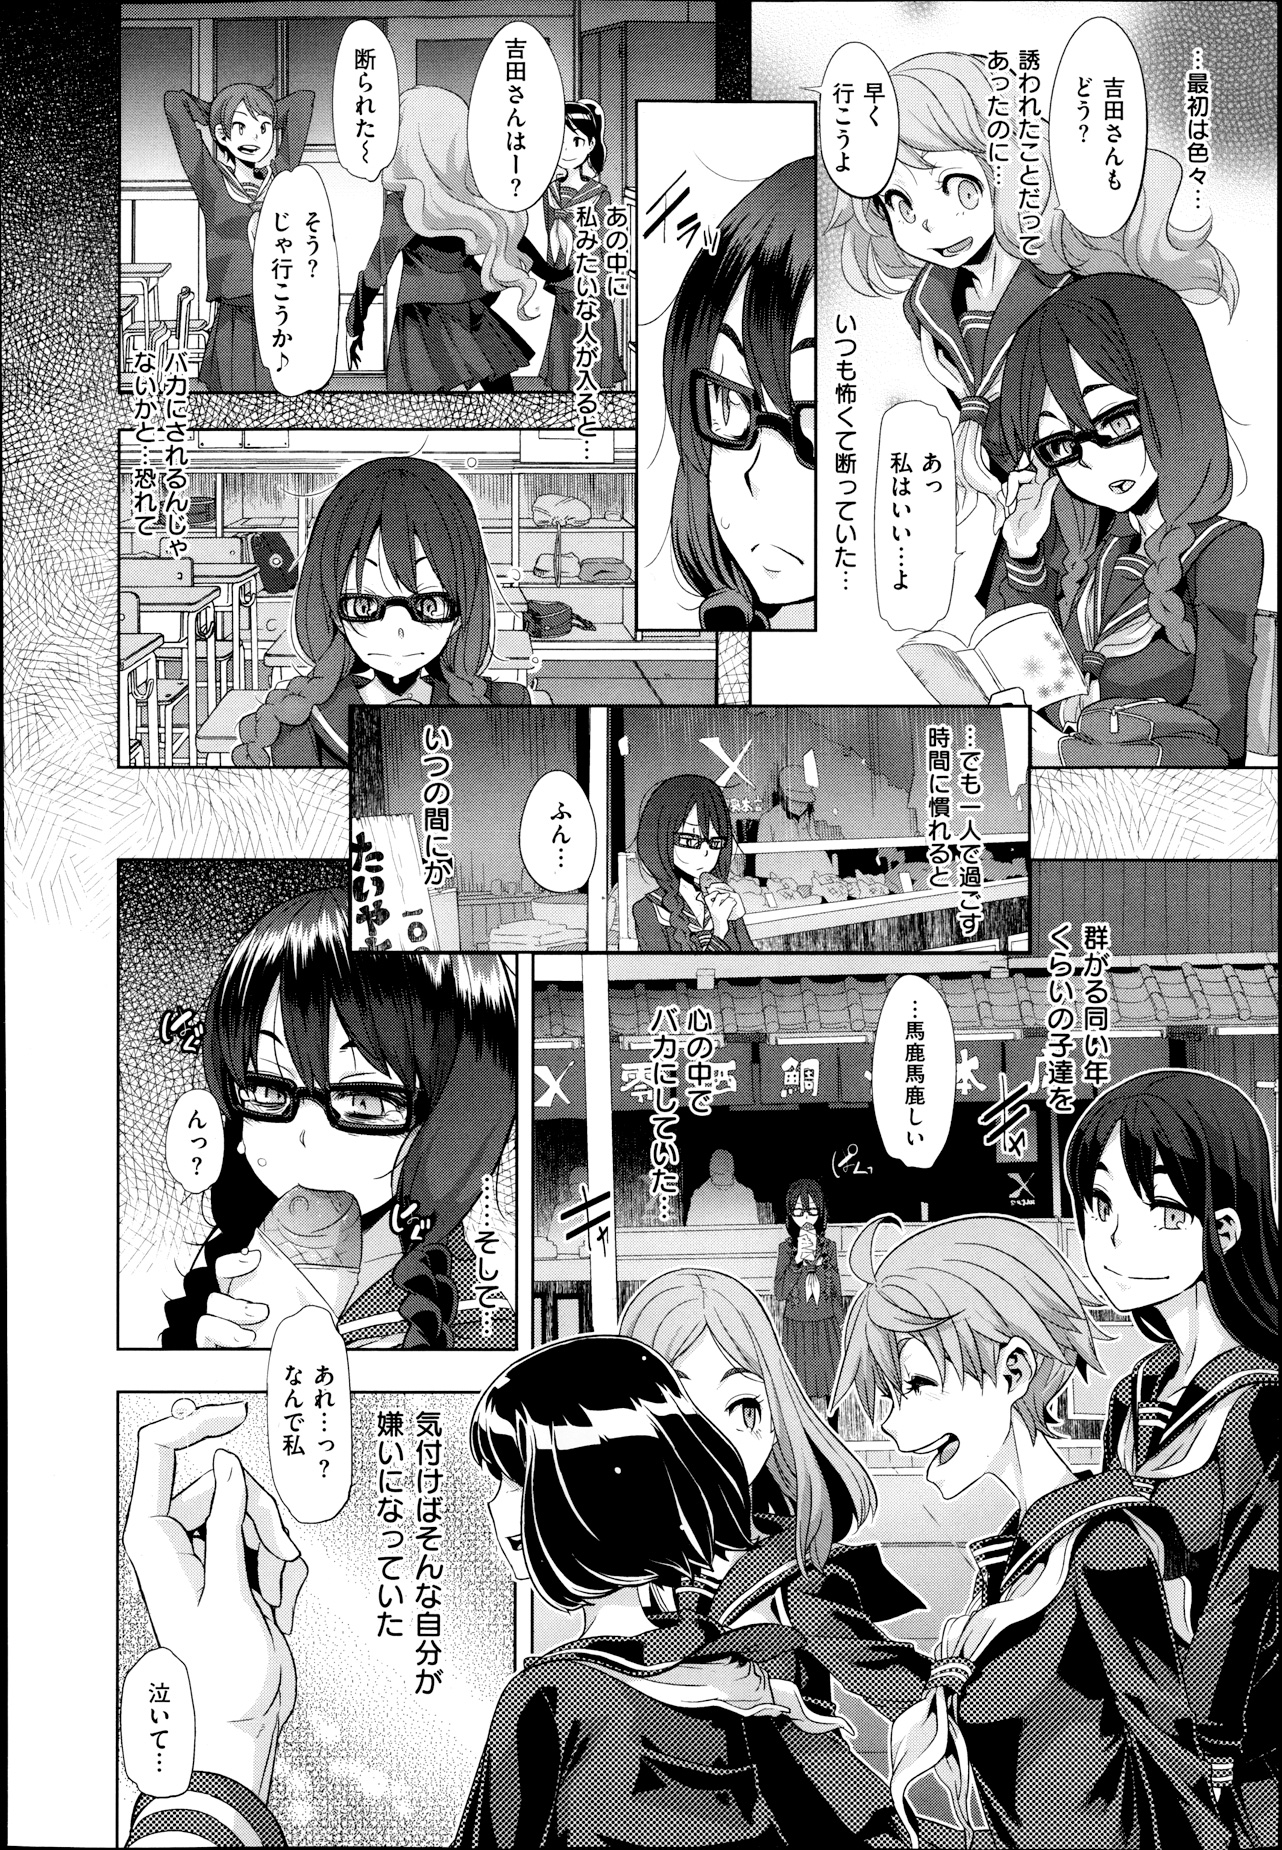 …最初は色々…
誘われたことだって
あったのに…
吉田さんも
どう?
早く
行こうよ
あっ
私はいい…よ
いつも怖くて断っていた…
吉田さんはー?
断られた〜
そう?
じゃ行こうか♪
あの中に
私みたいな人が入ると…
バカにされるんじゃ
ないかと…恐れて
…でも一人で過ごす
時間に慣れると
ふん…
いつの間にか
たいやき
群がる同い年
くらいの子達を
…馬鹿馬鹿しい
心の中で
バカにしていた…
……そして…
んっ?
気付けばそんな自分が
嫌いになっていた
あれ…っ?
なんで私
泣いて…